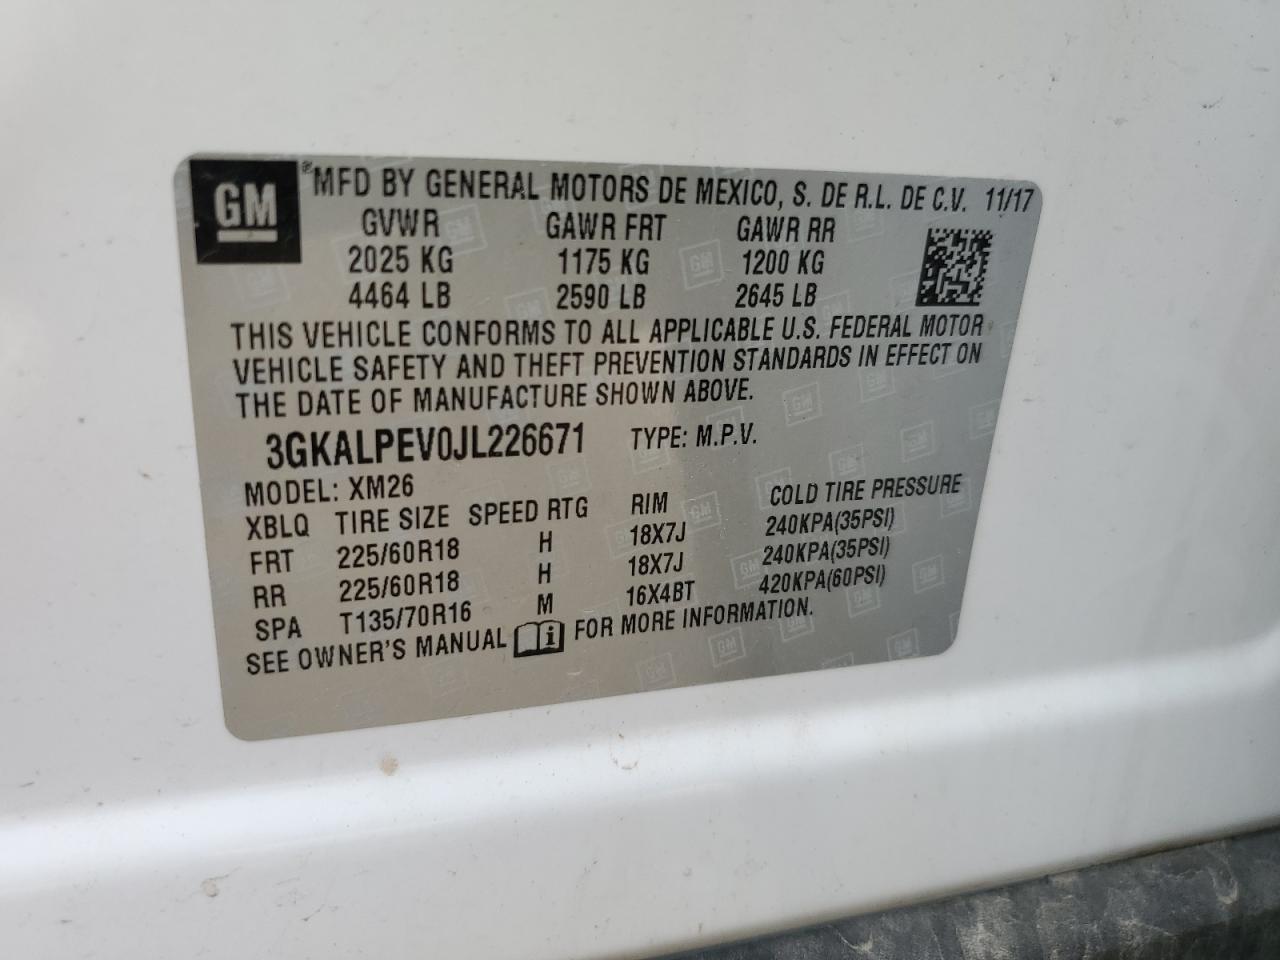 GM ®MFD BY GENERAL MOTORS DE MEXICO, S. DE R.L. DE C.V. 11/17
GVWR GAWR FRT GAWR RR
2025 KG 1175 KG 1200 KG
4464 LB 2590 LB 2645 LB
THIS VEHICLE CONFORMS TO ALL APPLICABLE U.S. FEDERAL MOTOR
VEHICLE SAFETY AND THEFT PREVENTION STANDARDS IN EFFECT ON
THE DATE OF MANUFACTURE SHOWN ABOVE.
3GKALPEV0JL226671 TYPE: M.P.V.
MODEL: XM26
XBLQ TIRE SIZE SPEED RTG RIM COLD TIRE PRESSURE
FRT 225/60R18 H 18X7J 240KPA(35PSI)
RR 225/60R18 H 18X7J 240KPA(35PSI)
SPA T135/70R16 M 16X4BT 420KPA(60PSI)
SEE OWNER'S MANUAL i FOR MORE INFORMATION.